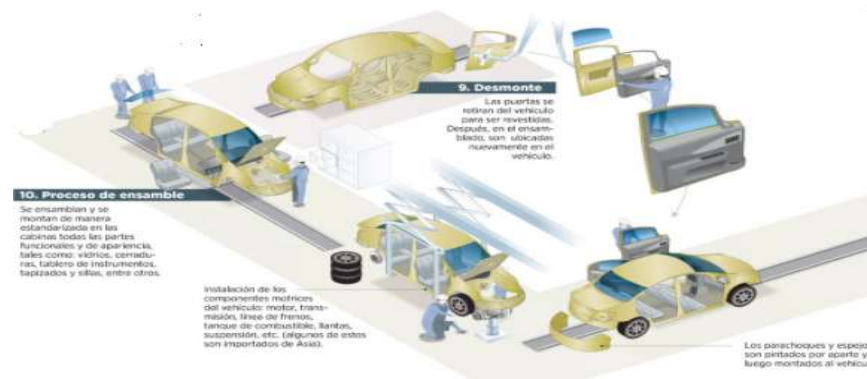 9. Desmonte
Las puertas se
retiran del vehículo
para ser revestidas.
Después, en el ensam-
blado, son ubicadas
nuevamente en el
vehículo.
10. Proceso de ensamble
Se ensamblan y se
montan de manera
estandarizada en las
cabinas todas las partes
funcionales y de apariencia,
tales como: vidrios, cerradu-
ras, tablero de instrumentos,
tapizados y sillas, entre otros.
Instalación de los
componentes motrices
del vehículo: motor, trans-
misión, línea de frenos,
tanque de combustible, llantas,
suspensión, etc. (algunos de estos
son importados de Asia).
Los parachoques y espejo
son pintados por aparte y
luego montados al vehícu